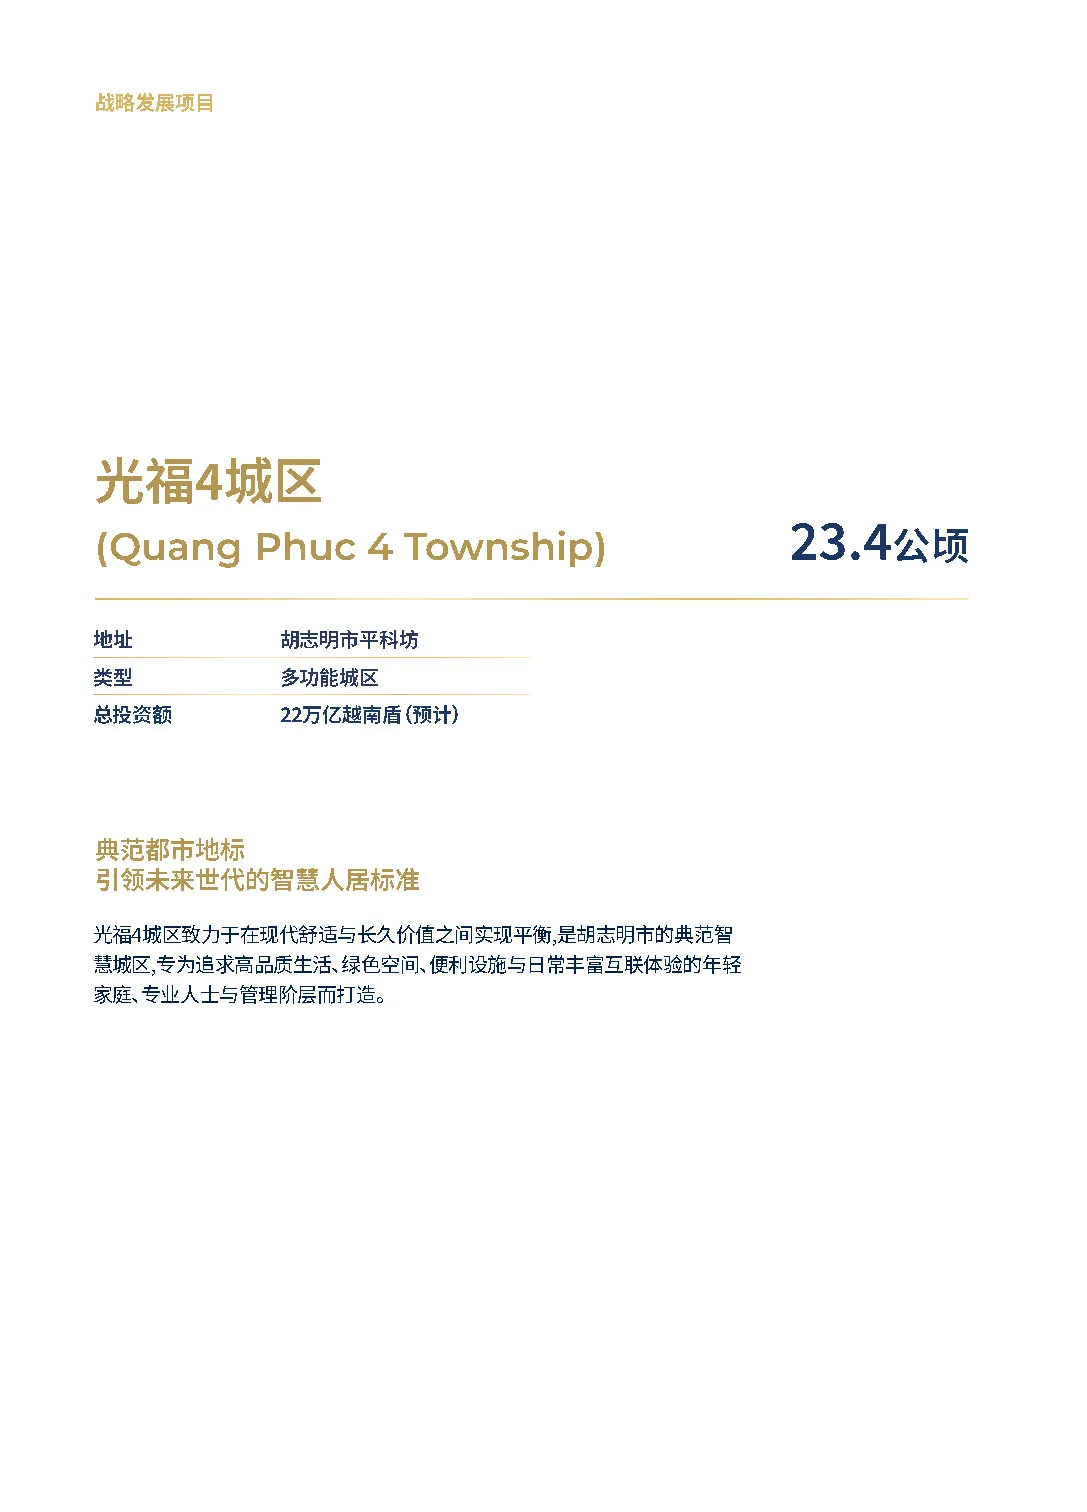 战略发展项目
光福4城区
(Quang Phuc 4 Township)
23.4公顷
地址 胡志明市平科坊
类型 多功能城区
总投资额 22万亿越南盾(预计)
典范都市地标
引领未来世代的智慧人居标准
光福4城区致力于在现代舒适与长久价值之间实现平衡,是胡志明市的典范智
慧城区,专为追求高品质生活、绿色空间、便利设施与日常丰富互联体验的年轻
家庭、专业人士与管理阶层而打造。